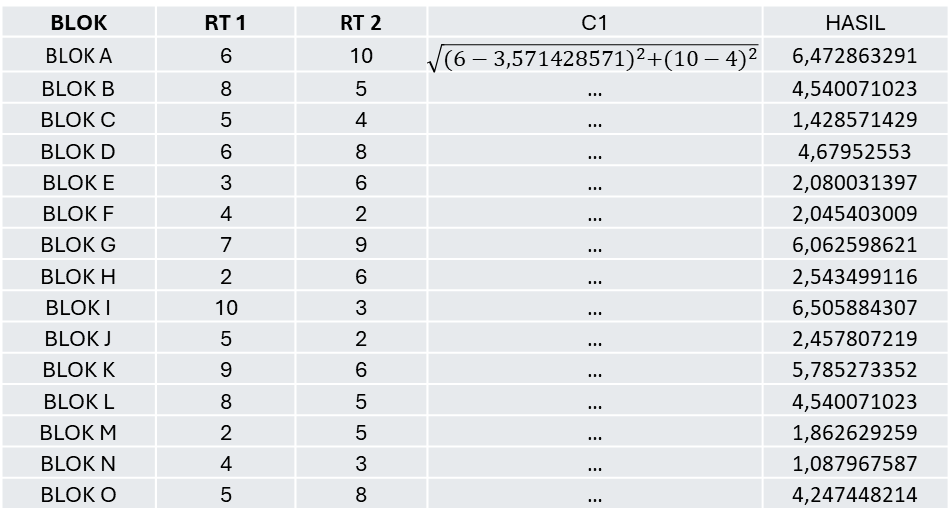 BLOK RT 1 RT 2 C1 HASIL
BLOK A 6 10 √(6 − 3,571428571)²+(10 − 4)² 6,472863291
BLOK B 8 5 ... 4,540071023
BLOK C 5 4 ... 1,428571429
BLOK D 6 8 ... 4,67952553
BLOK E 3 6 ... 2,080031397
BLOK F 4 2 ... 2,045403009
BLOK G 7 9 ... 6,062598621
BLOK H 2 6 ... 2,543499116
BLOK I 10 3 ... 6,505884307
BLOK J 5 2 ... 2,457807219
BLOK K 9 6 ... 5,785273352
BLOK L 8 5 ... 4,540071023
BLOK M 2 5 ... 1,862629259
BLOK N 4 3 ... 1,087967587
BLOK O 5 8 ... 4,247448214